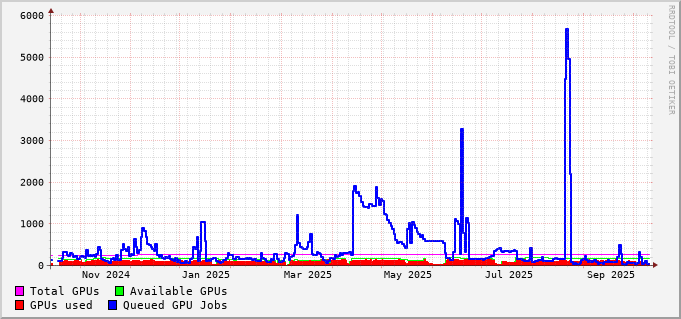 6000
5000
4000
3000
2000
1000
0
Nov 2024 Jan 2025 Mar 2025 May 2025 Jul 2025 Sep 2025
Total GPUs Available GPUs
GPUs used Queued GPU Jobs
RRDTOOL / TOBI OETIKER